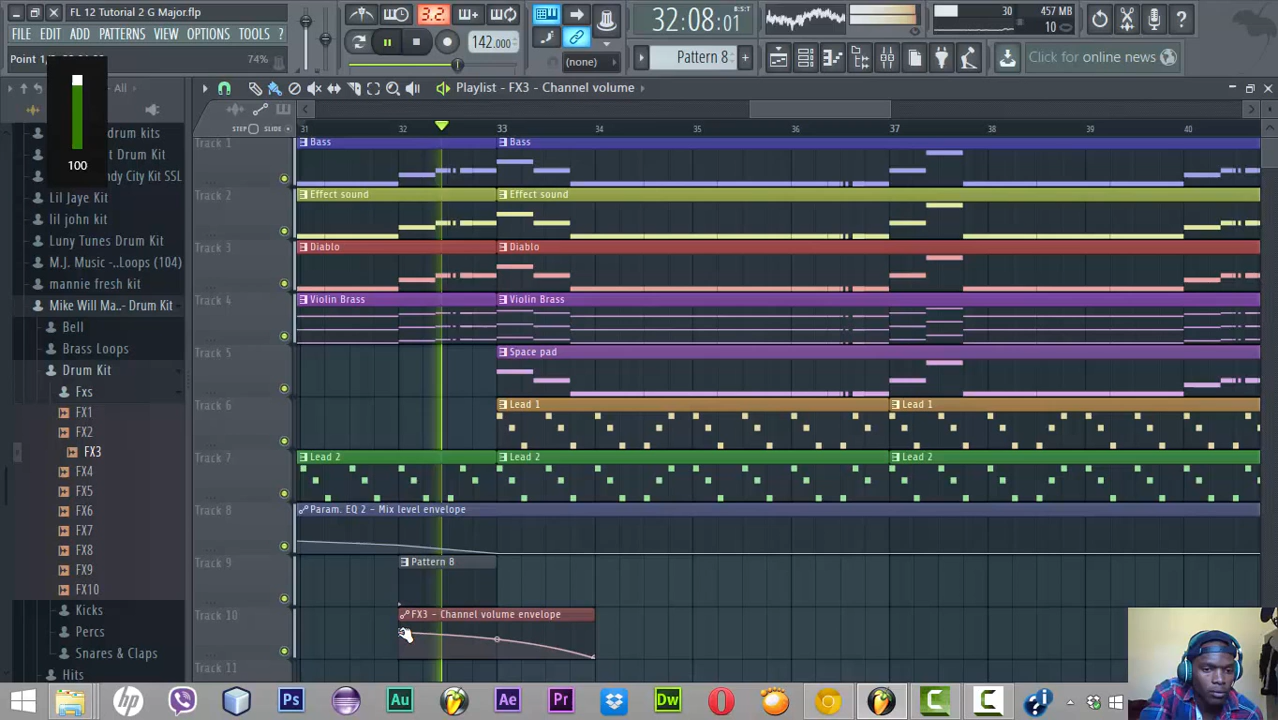 FL 12 Tutorial 2 G Major.flp
FILE EDIT ADD PATTERNS VIEW OPTIONS TOOLS ?
74%
3.2.
142.000
32:08:01
30
457 MB
10
(none)
Pattern 8
Click for online news
100
Playlist - FX3 - Channel volume
STEP SLIDE
31 32 33 34 35 36 37 38 39 40
All
drum kits
Drum Kit
City Kit SSL
Lil Jaye Kit
lil john kit
Luny Tunes Drum Kit
M.J. Music -..Loops (104)
mannie fresh kit
Mike Will Ma..- Drum Kit
Bell
Brass Loops
Drum Kit
Fxs
FX1
FX2
FX3
FX4
FX5
FX6
FX7
FX8
FX9
FX10
Kicks
Percs
Snares & Claps
Hits
Track 1
Bass
Bass
Track 2
Effect sound
Effect sound
Track 3
Diablo
Diablo
Track 4
Violin Brass
Violin Brass
Track 5
Space pad
Track 6
Lead 1
Lead 1
Track 7
Lead 2
Lead 2
Lead 2
Track 8
Param. EQ 2 - Mix level envelope
Track 9
Pattern 8
Track 10
FX3 - Channel volume envelope
Track 11
hp
Ps
Au
Ae
Pr
Dw
C
C